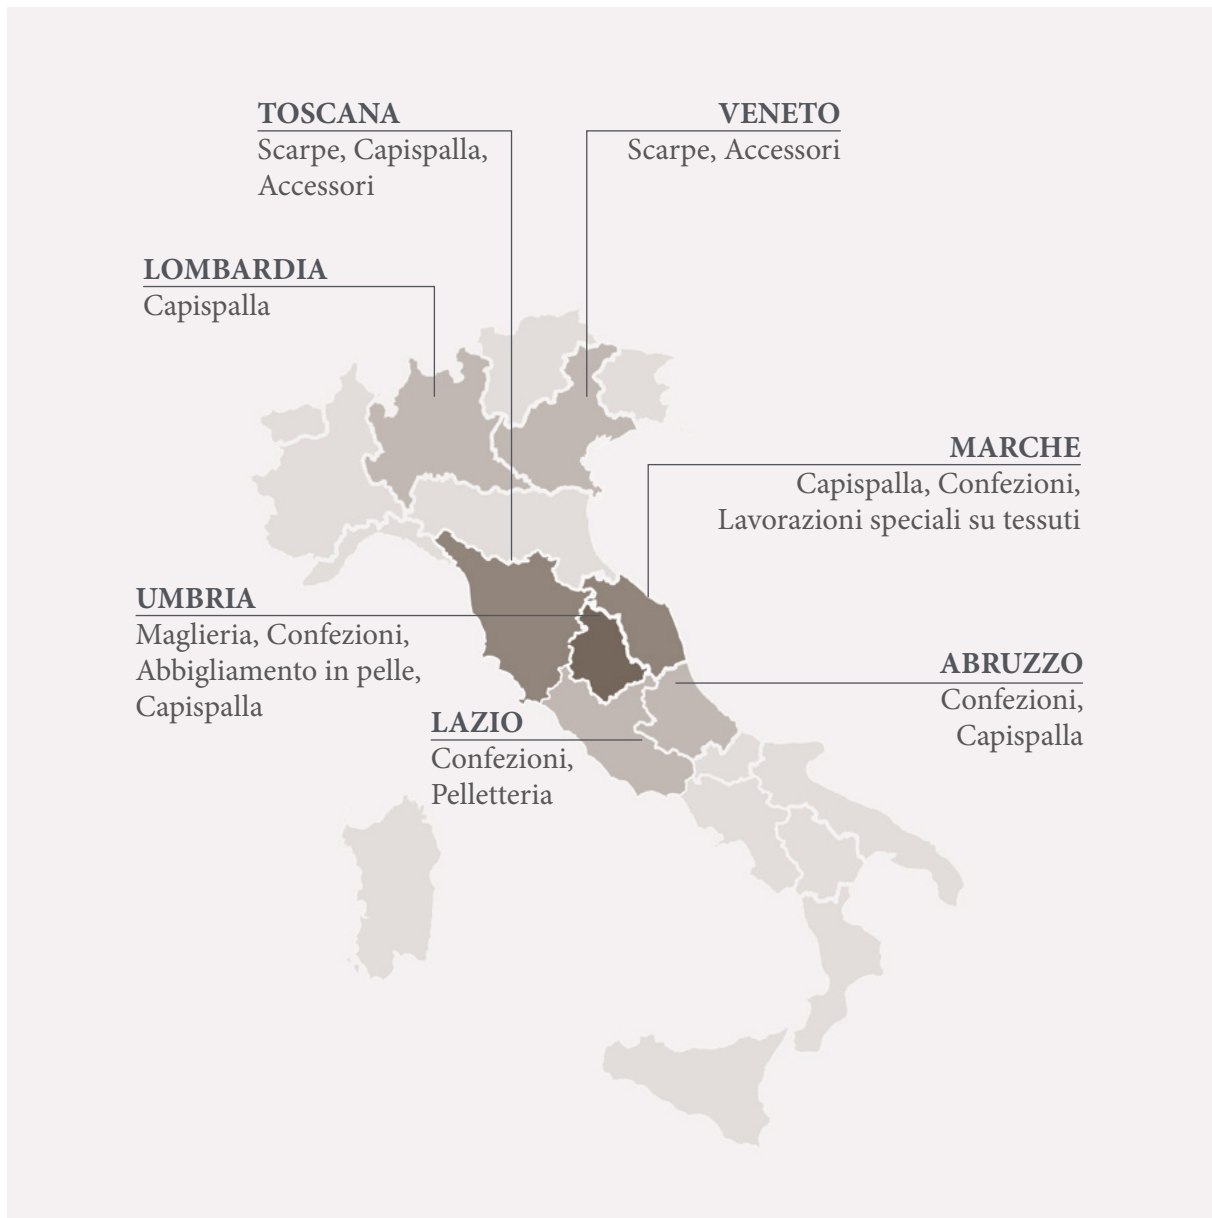 TOSCANA
Scarpe, Capispalla,
Accessori
VENETO
Scarpe, Accessori
LOMBARDIA
Capispalla
MARCHE
Capispalla, Confezioni,
Lavorazioni speciali su tessuti
UMBRIA
Maglieria, Confezioni,
Abbigliamento in pelle,
Capispalla
ABRUZZO
Confezioni,
Capispalla
LAZIO
Confezioni,
Pelletteria